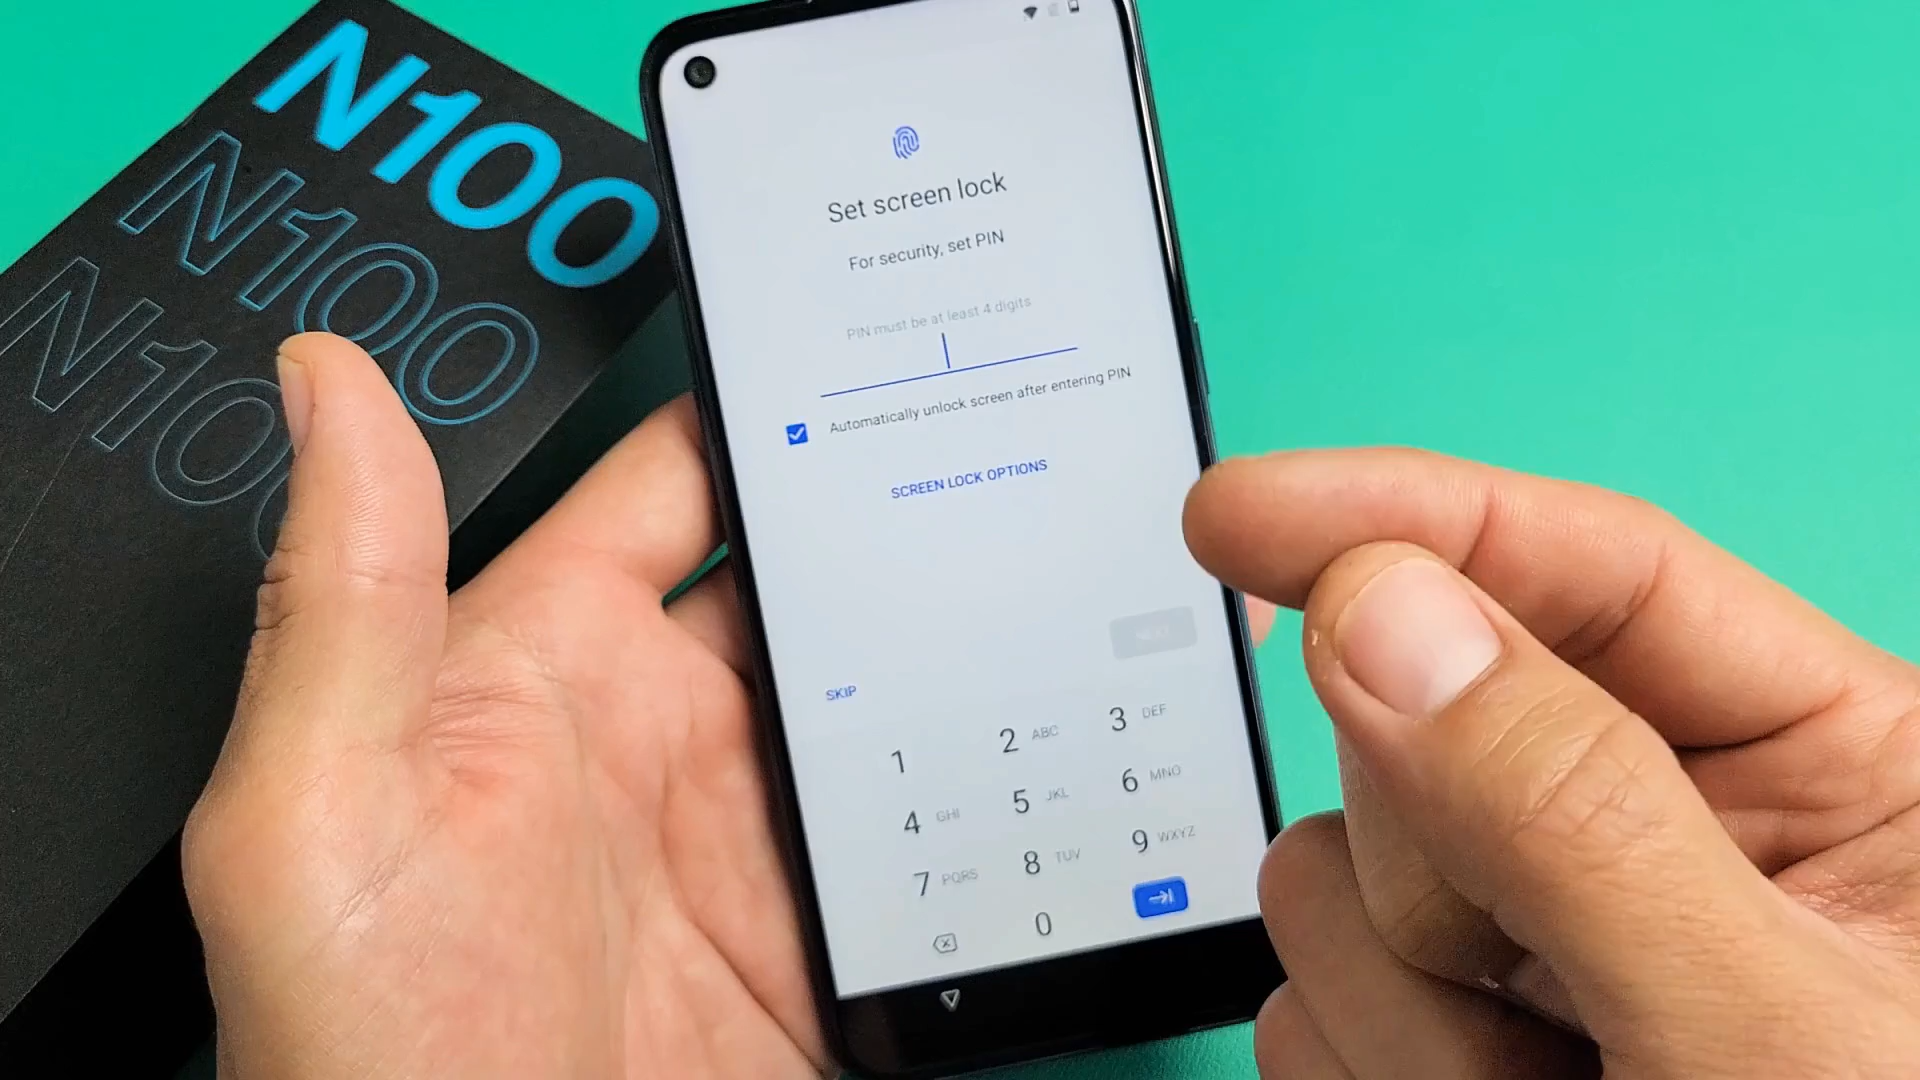 N100
N100
N100
Set screen lock
For security, set PIN
PIN must be at least 4 digits
Automatically unlock screen after entering PIN
SCREEN LOCK OPTIONS
NEXT
SKIP
1
2 ABC
3 DEF
4 GHI
5 JKL
6 MNO
7 PQRS
8 TUV
9 WXYZ
0